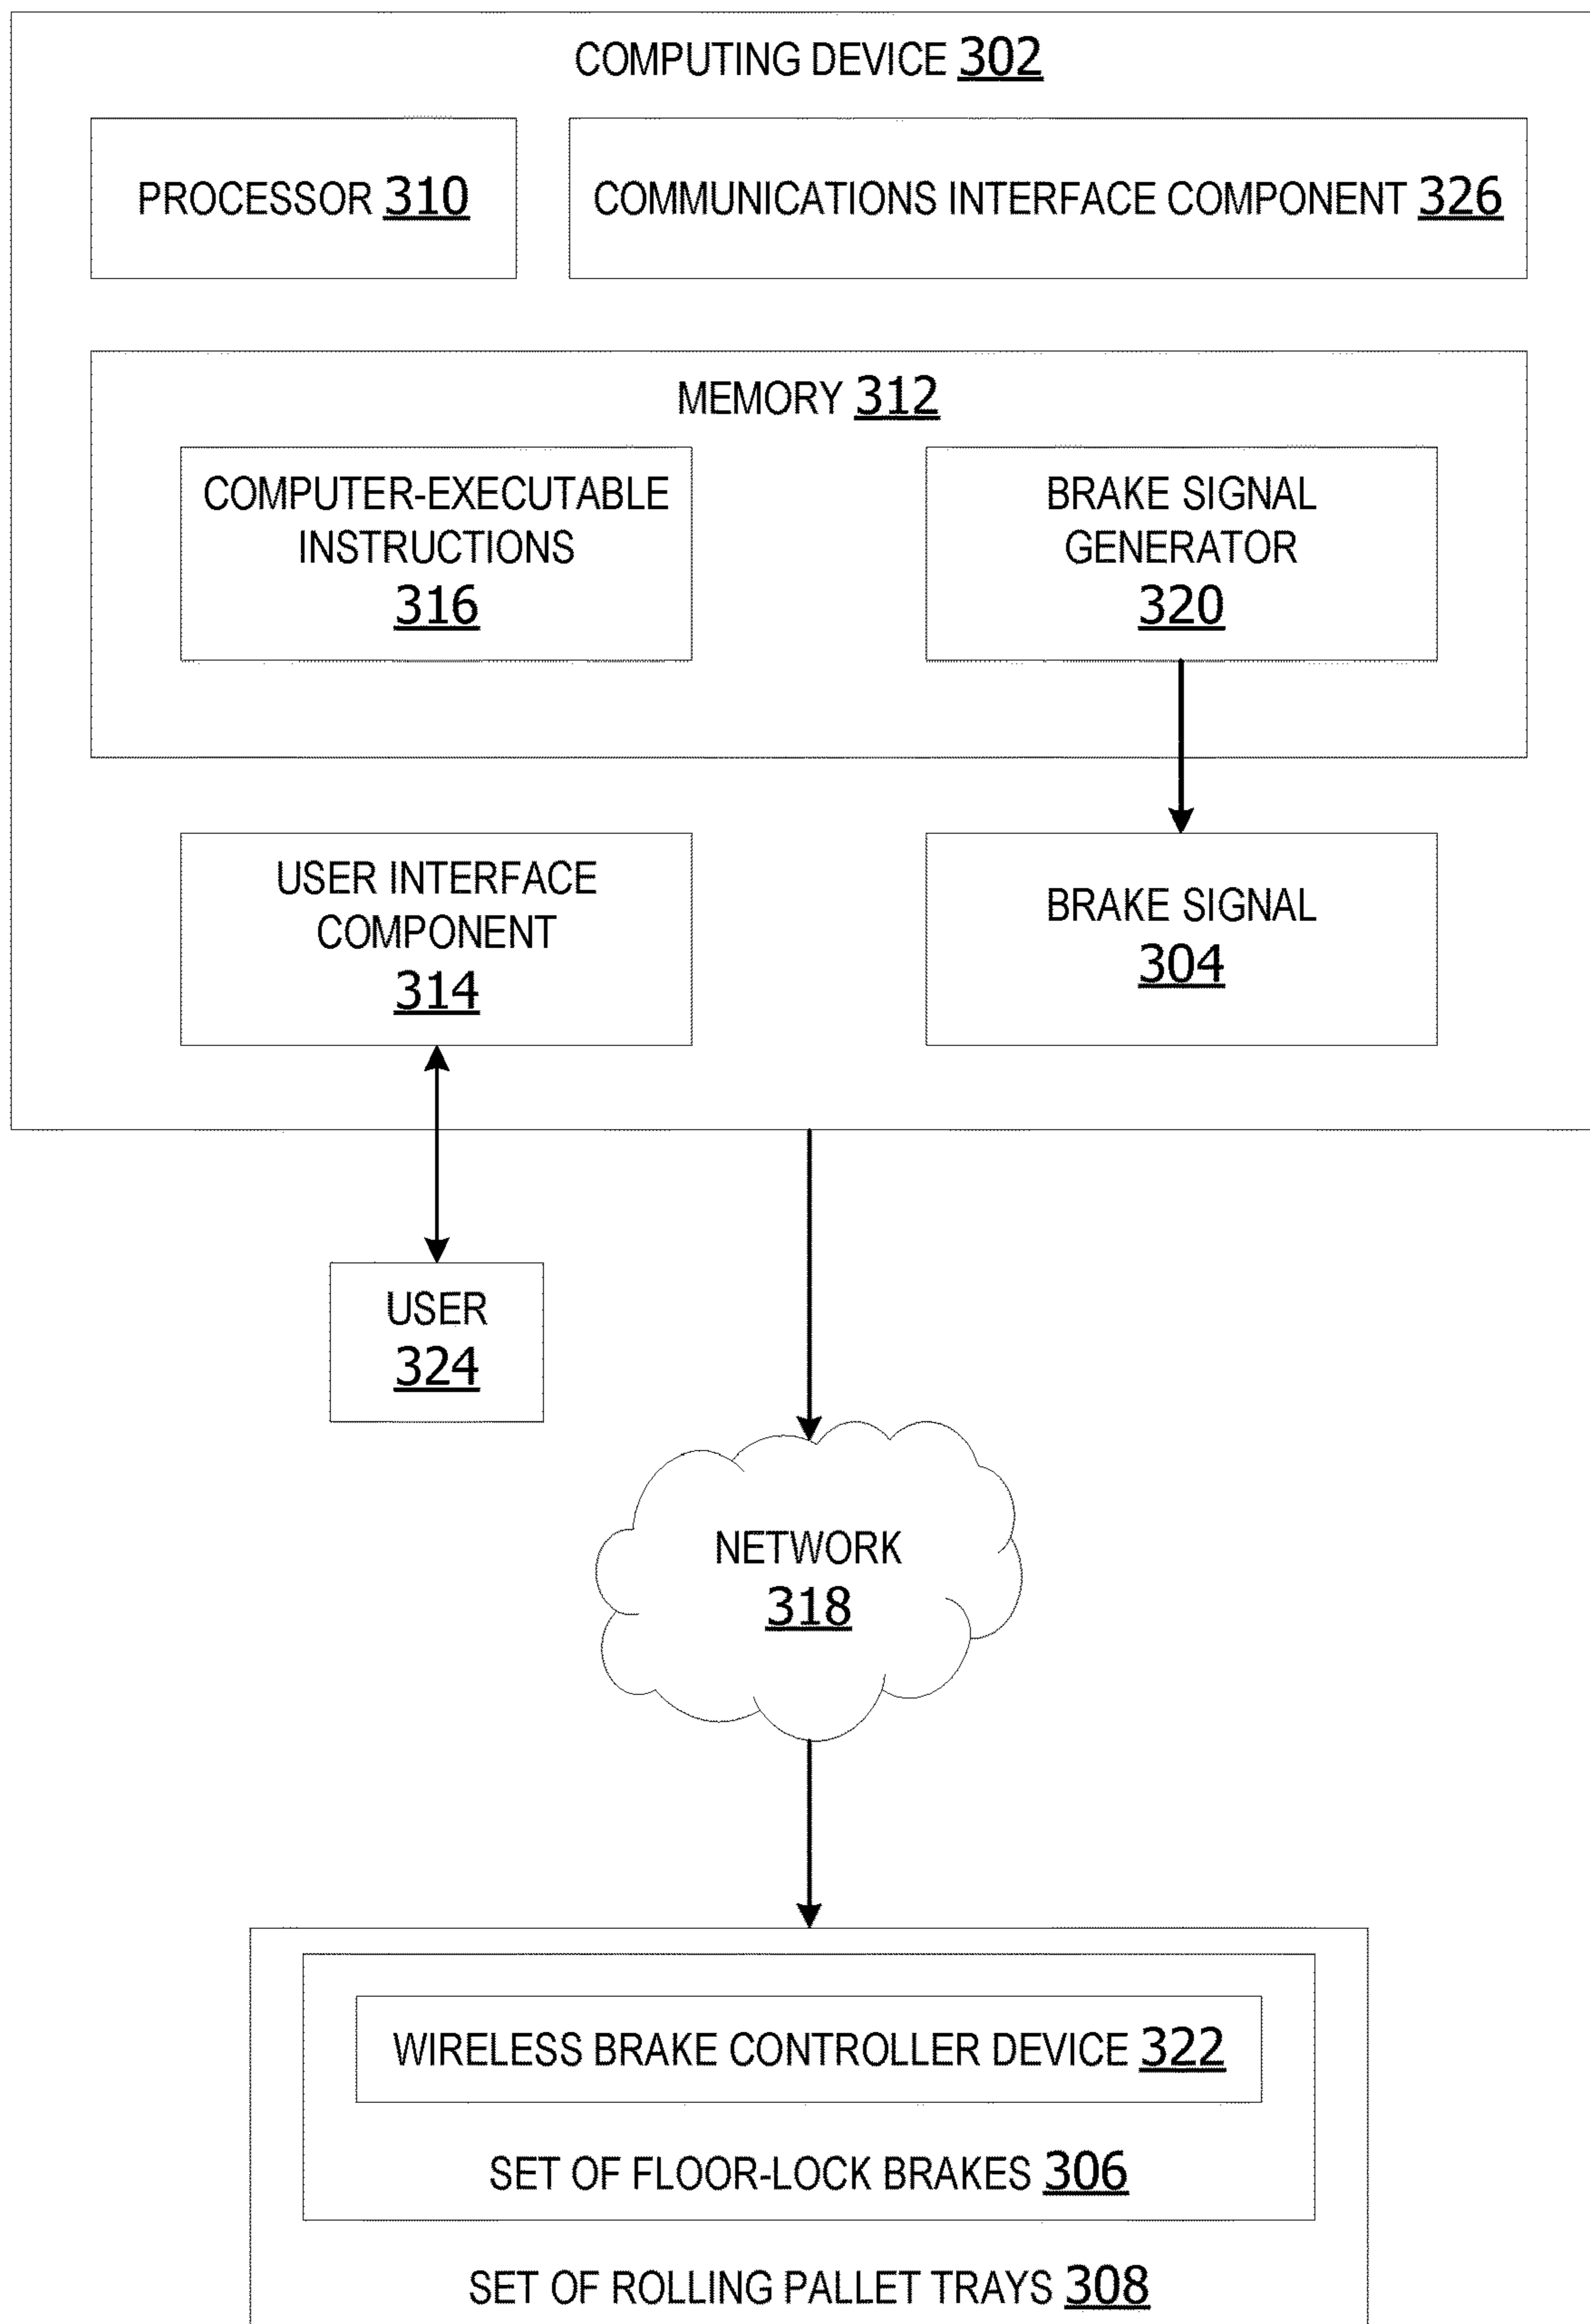 COMPUTING DEVICE 302
PROCESSOR 310
COMMUNICATIONS INTERFACE COMPONENT 326
MEMORY 312
COMPUTER-EXECUTABLE
INSTRUCTIONS
316
BRAKE SIGNAL
GENERATOR
320
USER INTERFACE
COMPONENT
314
BRAKE SIGNAL
304
USER
324
NETWORK
318
WIRELESS BRAKE CONTROLLER DEVICE 322
SET OF FLOOR-LOCK BRAKES 306
SET OF ROLLING PALLET TRAYS 308